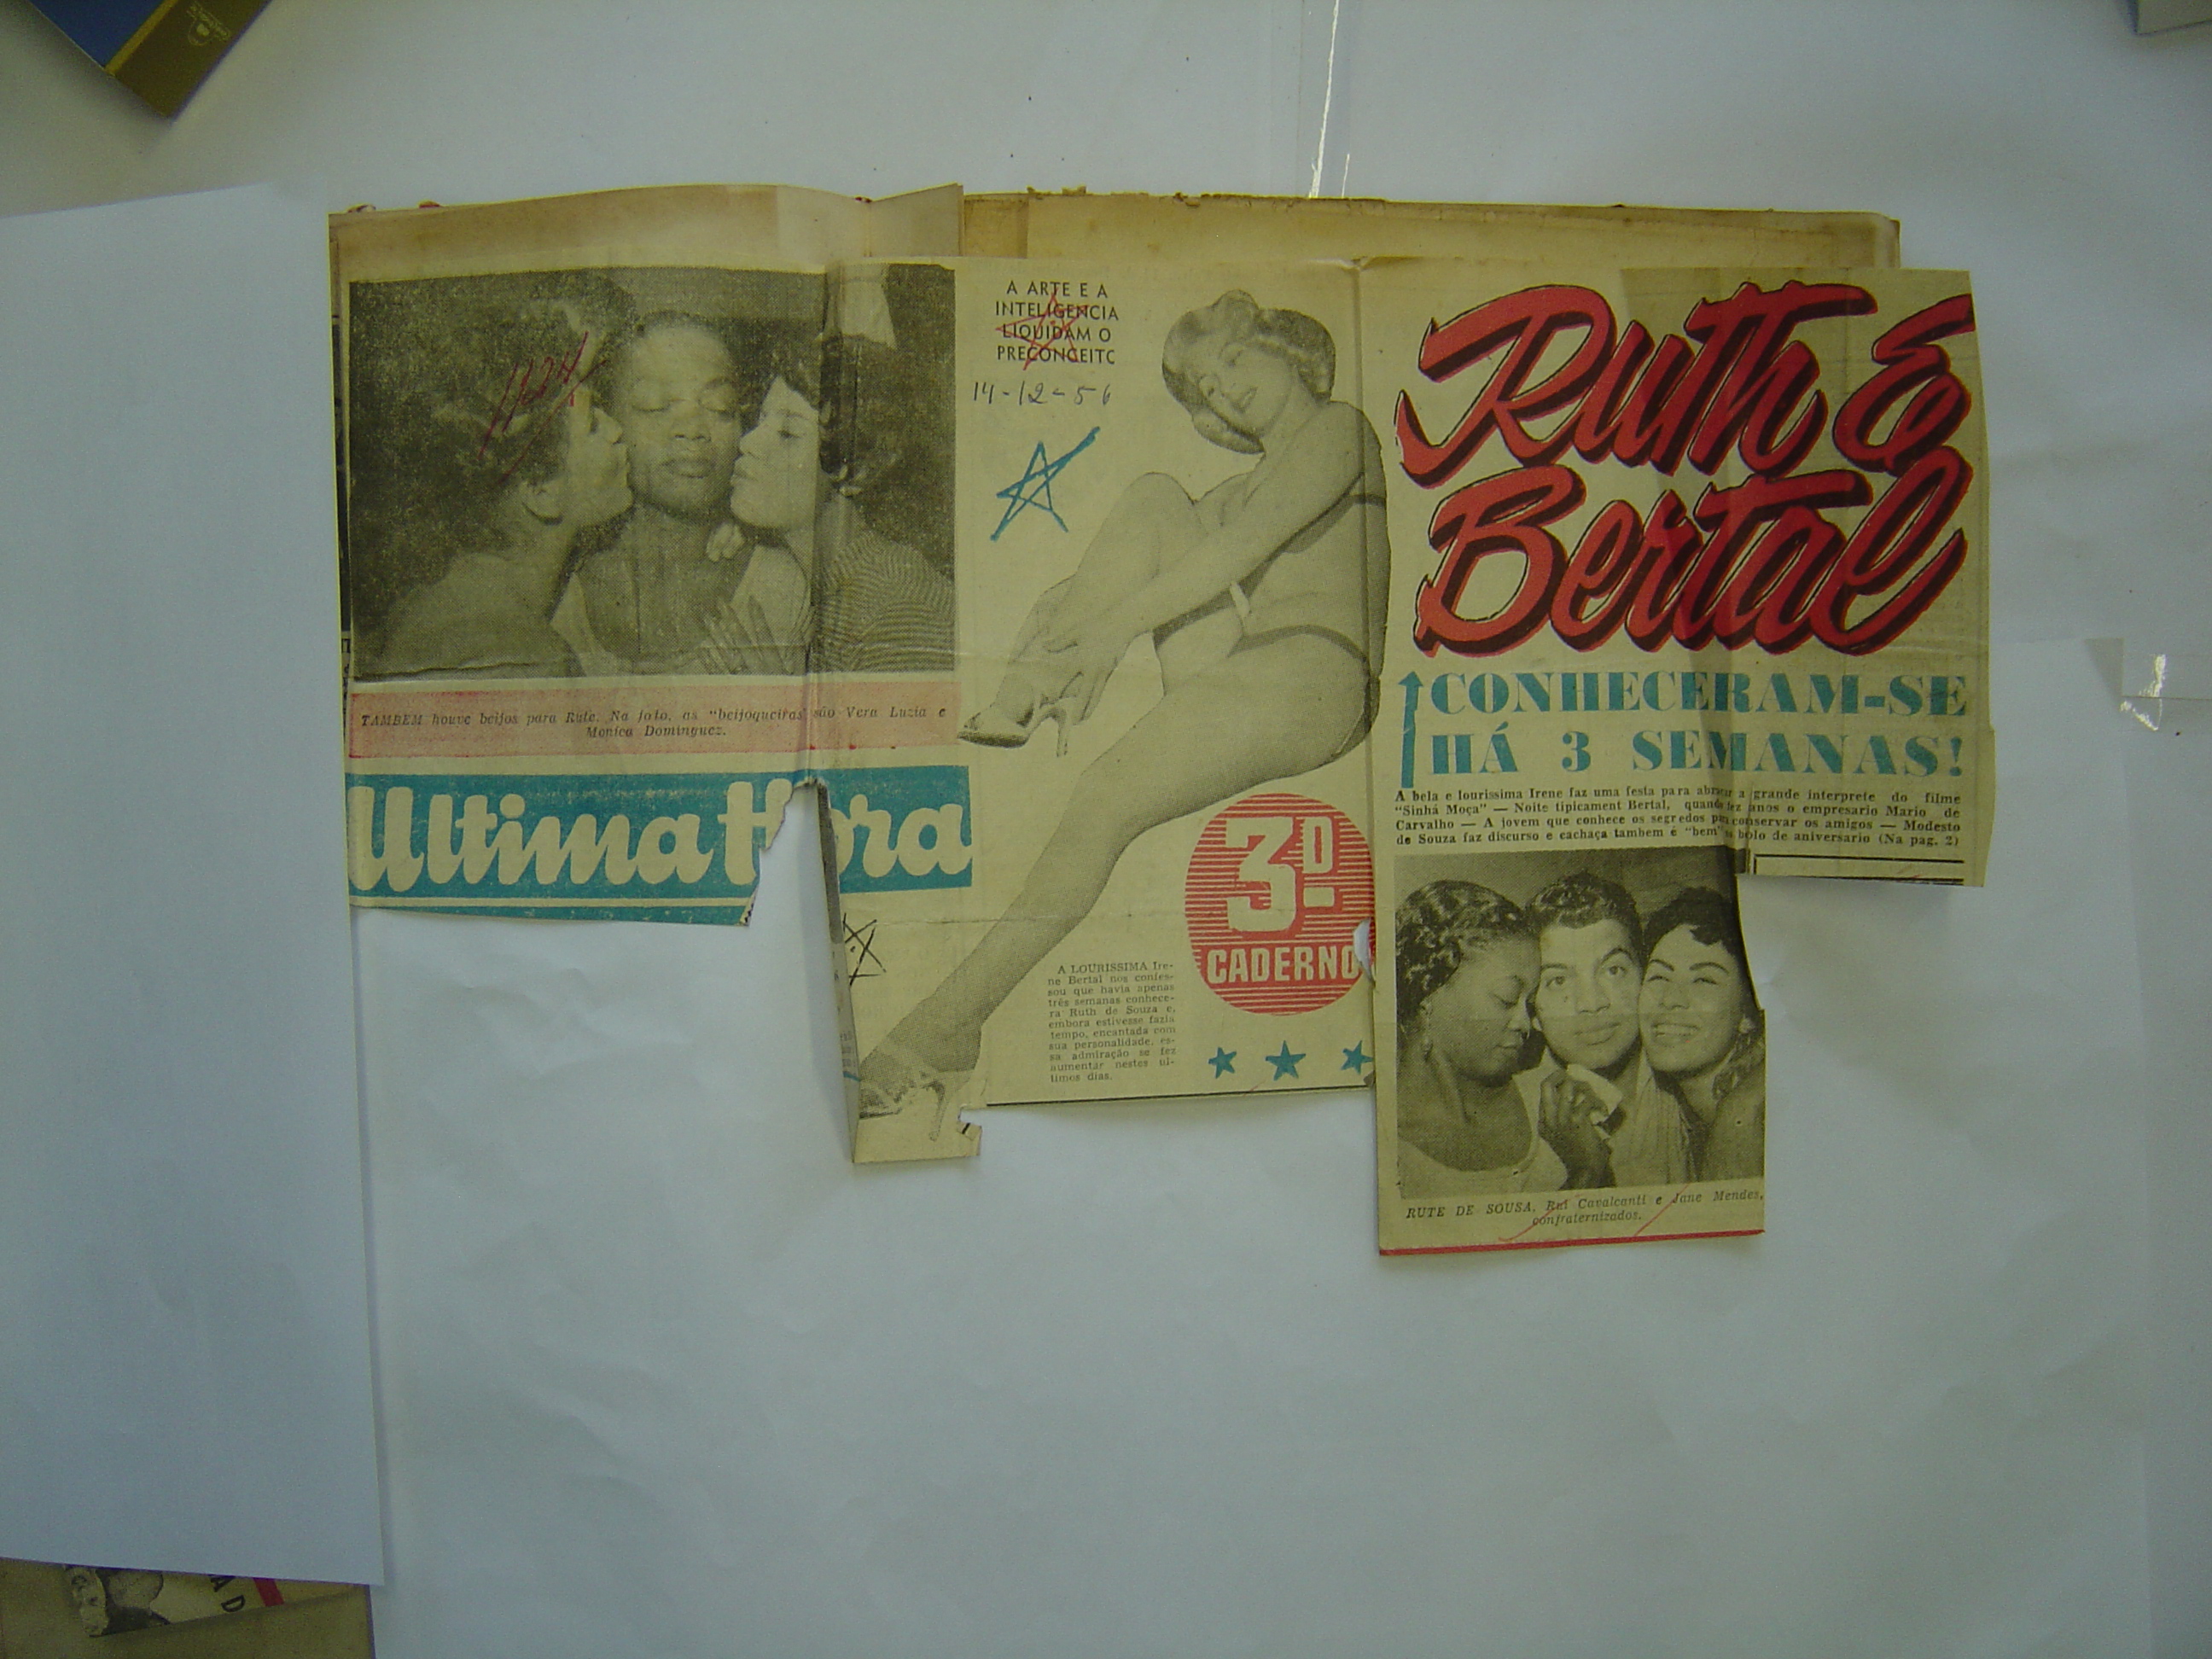 TAMBEM houve beijos para Rute. Na foto, as "beijoqueiras" são Vera Luzia e
Monica Dominguez.
Ultima Hora
A ARTE E A
INTELIGENCIA
LIQUIDAM O
PRECONCEITO
14-12-56
3º
CADERNO
A LOURISSIMA Ire-
ne Bertal nos confes-
sou que havia apenas
três semanas conhece-
ra Ruth de Souza e,
embora estivesse fazia
tempo, encantada com
sua personalidade, es-
sa admiração se fez
aumentar nestes úl-
timos dias.
Ruth E
Bertal
CONHECERAM-SE
HÁ 3 SEMANAS!
A bela e lourissima Irene faz uma festa para abraçar a grande interprete do filme
"Sinhá Moça" — Noite tipicament Bertal, quando fez anos o empresario Mario de
Carvalho — A jovem que conhece os segredos para conservar os amigos — Modesto
de Souza faz discurso e cachaça tambem é "bem" bolo de aniversario (Na pag. 2)
RUTE DE SOUSA, Rui Cavalcanti e Jane Mendes,
confraternizados.